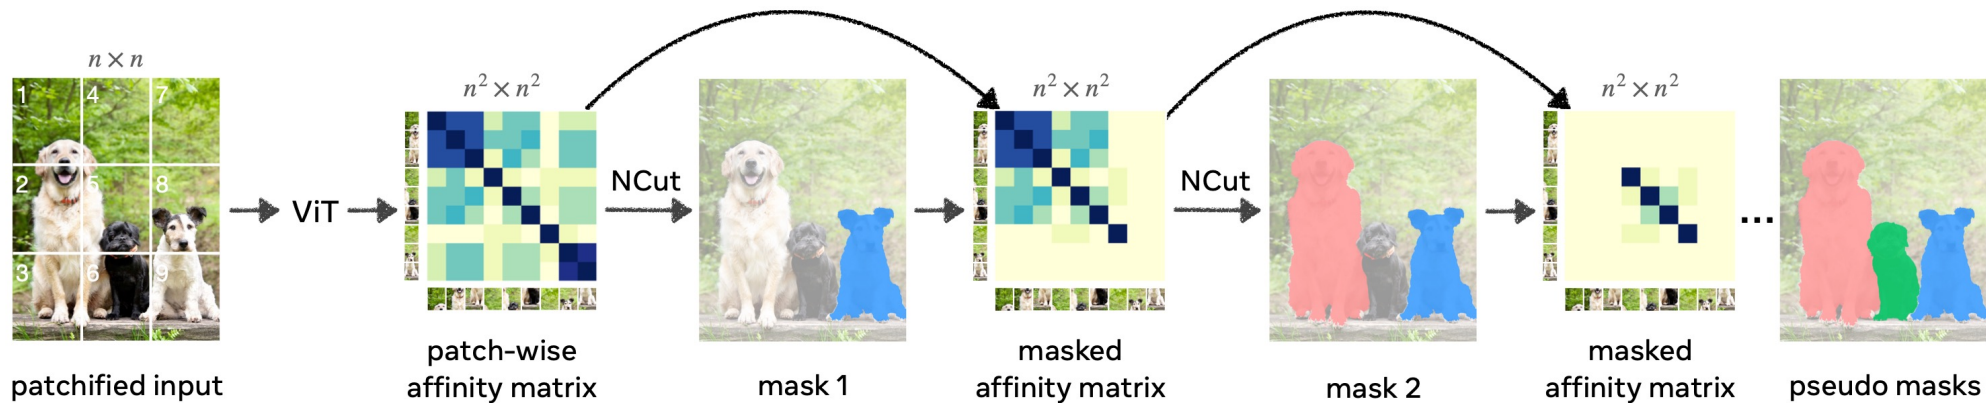 n × n
1 4 7
2 5 8
3 6 9
patchified input
ViT
n² × n²
patch-wise
affinity matrix
NCut
mask 1
n² × n²
masked
affinity matrix
NCut
mask 2
n² × n²
masked
affinity matrix
...
pseudo masks